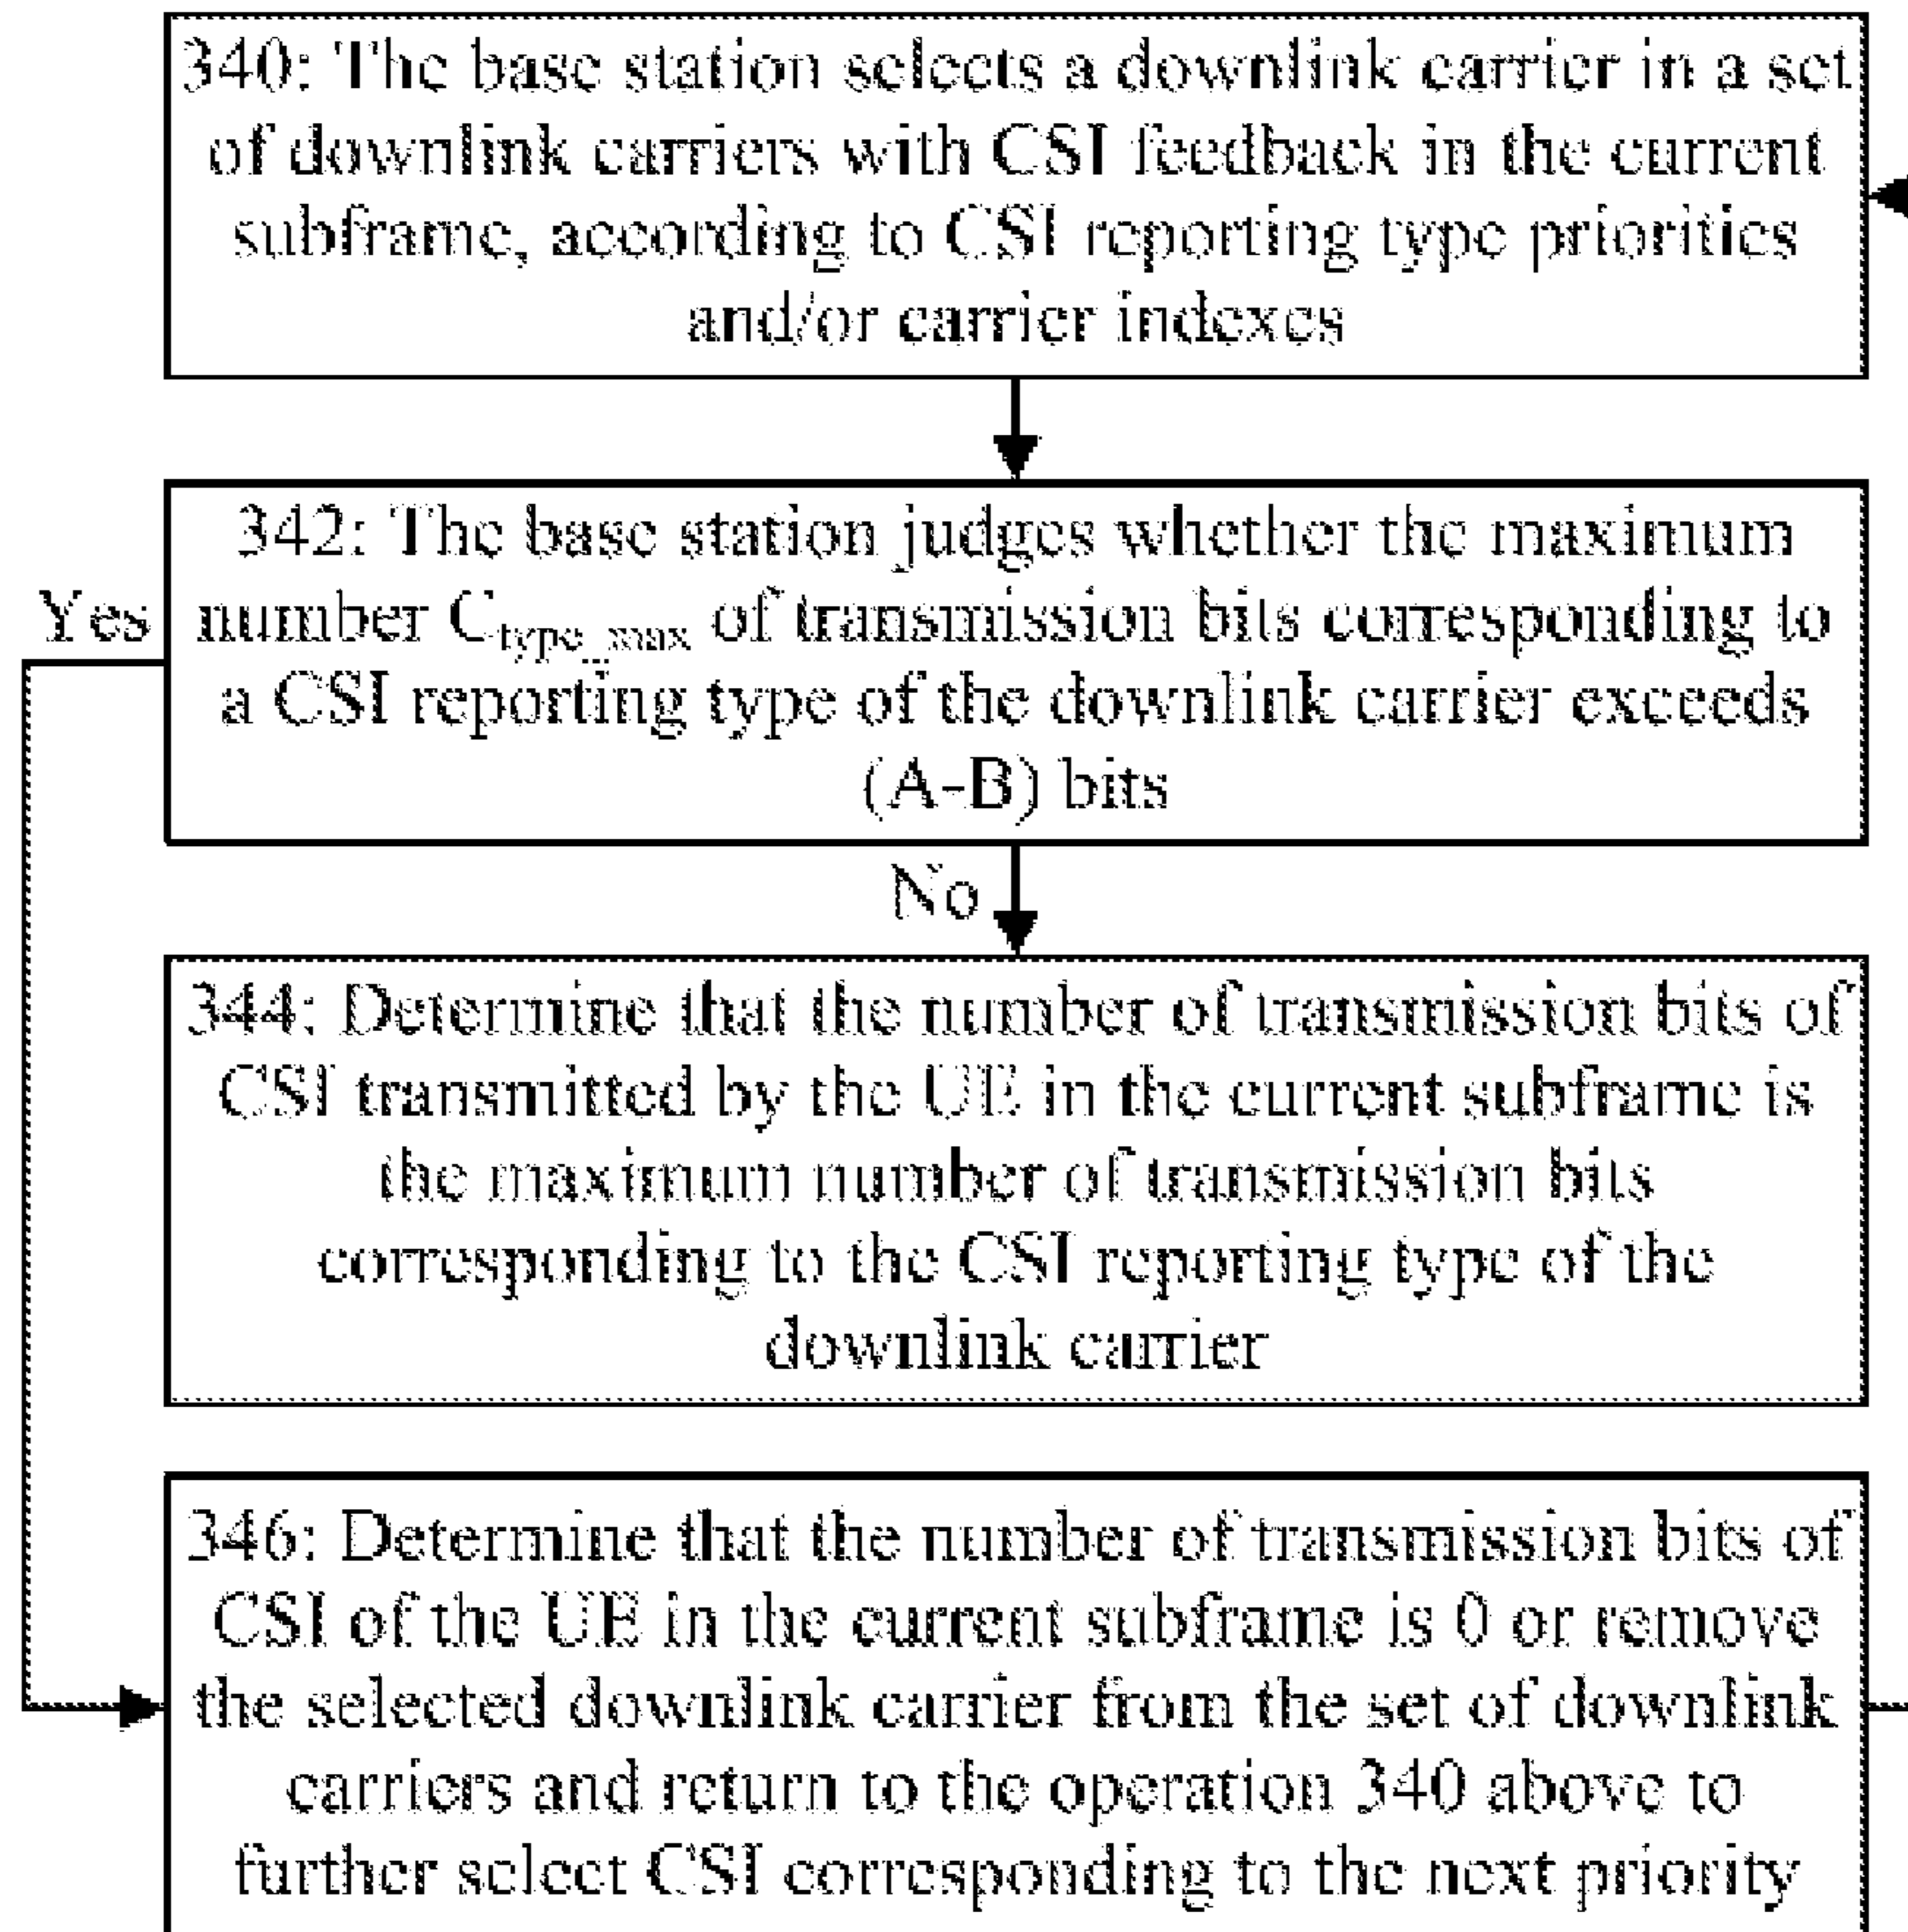 340: The base station selects a downlink carrier in a set
of downlink carriers with CSI feedback in the current
subframe, according to CSI reporting type priorities
and/or carrier indexes
342: The base station judges whether the maximum
Yes
number C_type_max of transmission bits corresponding to
a CSI reporting type of the downlink carrier exceeds
(A-B) bits
No
344: Determine that the number of transmission bits of
CSI transmitted by the UE in the current subframe is
the maximum number of transmission bits
corresponding to the CSI reporting type of the
downlink carrier
346: Determine that the number of transmission bits of
CSI of the UE in the current subframe is 0 or remove
the selected downlink carrier from the set of downlink
carriers and return to the operation 340 above to
further select CSI corresponding to the next priority